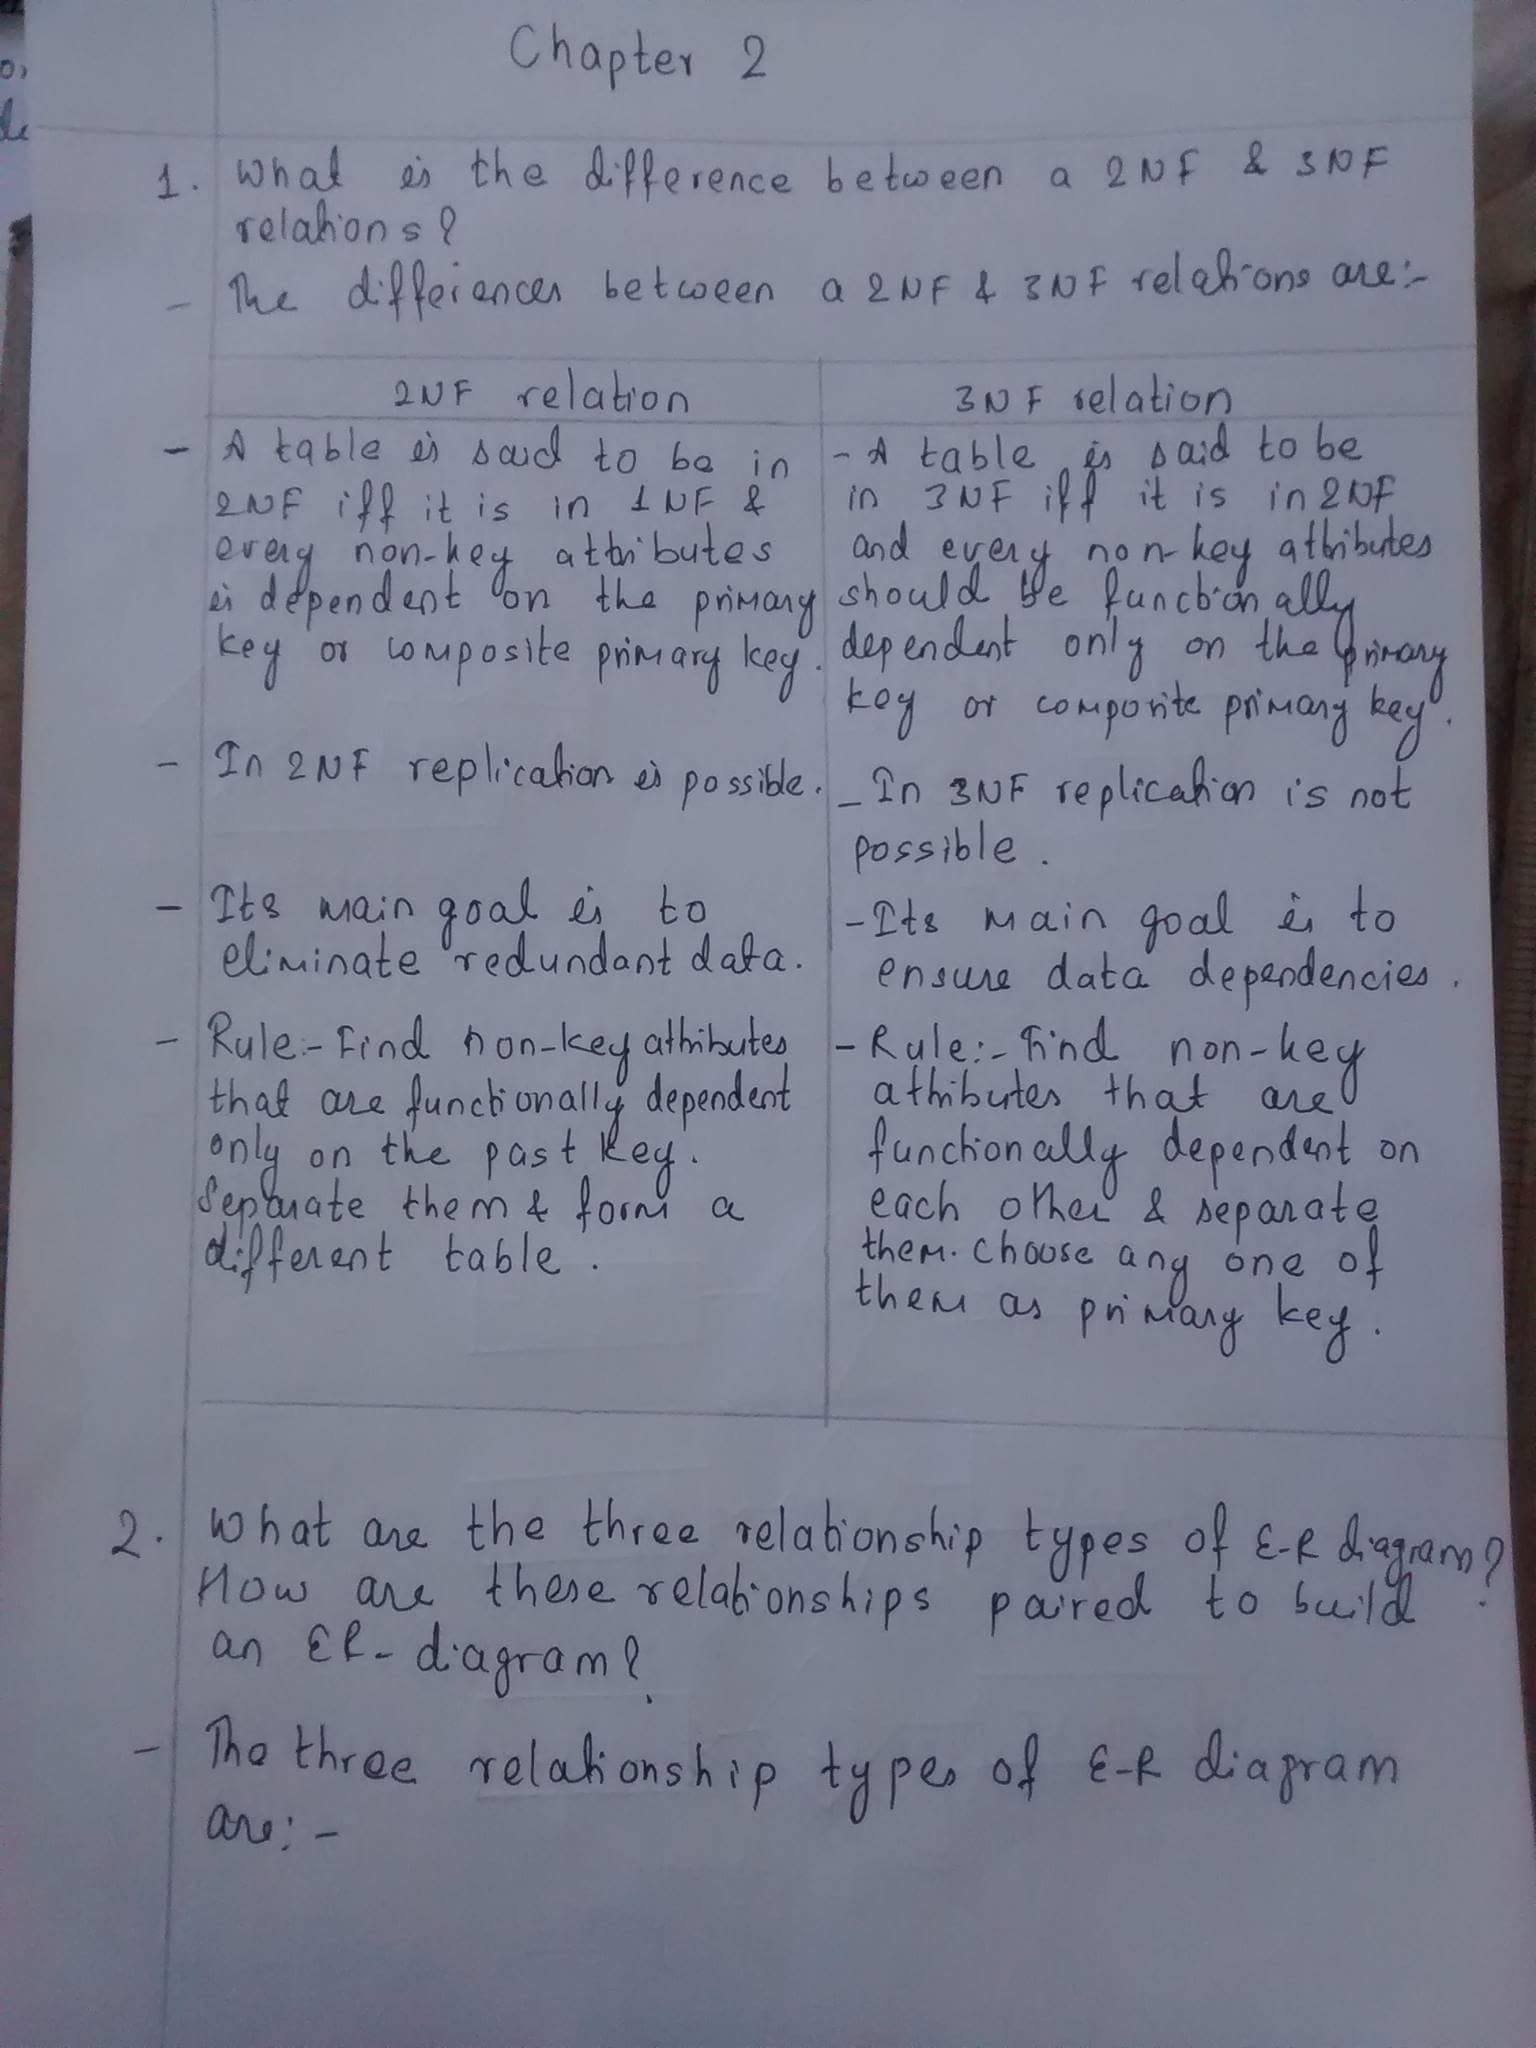 Chapter 2
1. What is the difference between a 2NF & 3NF
relations?
- The differences between a 2NF & 3NF relations are:-
2NF relation
- A table is said to be in
2NF iff it is in 1NF &
every non-key attributes
is dependent on the primary
key or composite primary key.
- In 2NF replication is possible.
- Its main goal is to
eliminate redundant data.
- Rule:- Find non-key attributes
that are functionally dependent
only on the past key.
Separate them & form a
different table.
3NF relation
- A table is said to be
in 3NF iff it is in 2NF
and every non-key attributes
should be functionally
dependent only on the primary
key or composite primary key.
- In 3NF replication is not
possible.
- Its main goal is to
ensure data dependencies.
- Rule:- Find non-key
attributes that are
functionally dependent on
each other & separate
them. Choose any one of
them as primary key.
2. What are the three relationship types of E-R diagram?
How are these relationships paired to build
an ER-diagram?
- The three relationship types of E-R diagram
are:-